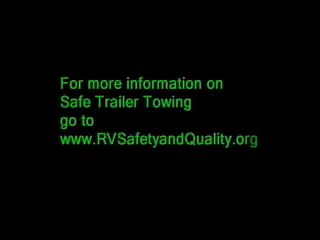 For more information on
Safe Trailer Towing
go to
www.RVSafetyandQuality.org